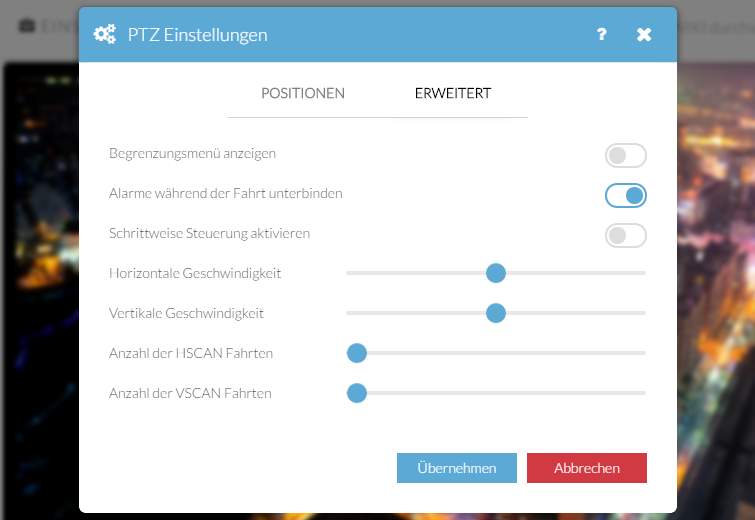 PTZ Einstellungen ?
POSITIONEN ERWEITERT
Begrenzungsmenü anzeigen
Alarme während der Fahrt unterbinden
Schrittweise Steuerung aktivieren
Horizontale Geschwindigkeit
Vertikale Geschwindigkeit
Anzahl der HSCAN Fahrten
Anzahl der VSCAN Fahrten
Übernehmen Abbrechen